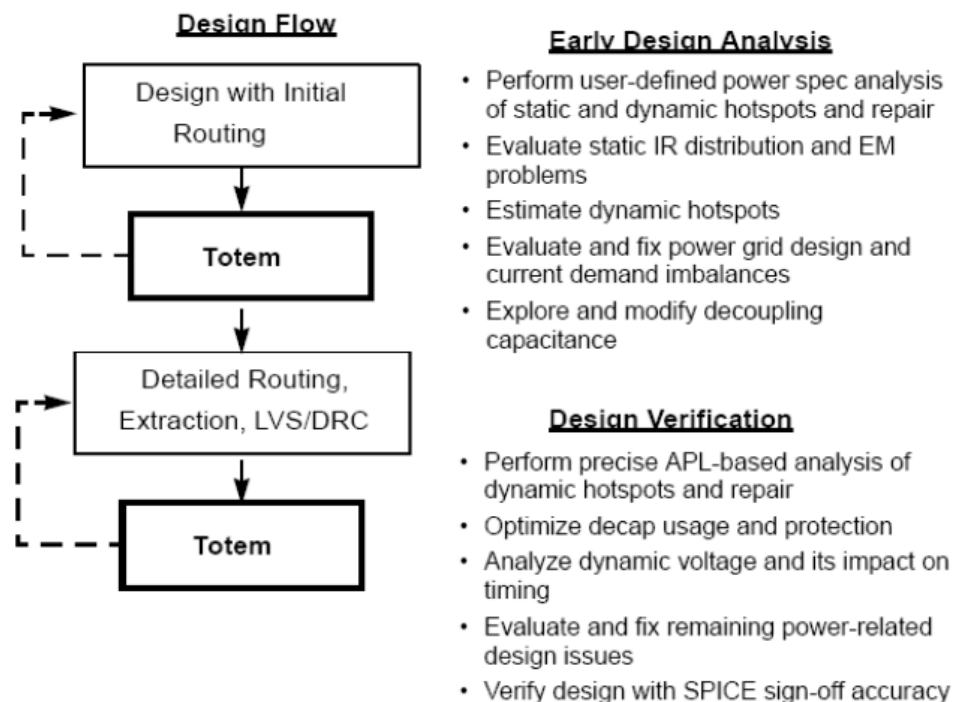 Design Flow
Design with Initial
Routing
Totem
Detailed Routing,
Extraction, LVS/DRC
Totem
Early Design Analysis
• Perform user-defined power spec analysis
of static and dynamic hotspots and repair
• Evaluate static IR distribution and EM
problems
• Estimate dynamic hotspots
• Evaluate and fix power grid design and
current demand imbalances
• Explore and modify decoupling
capacitance
Design Verification
• Perform precise APL-based analysis of
dynamic hotspots and repair
• Optimize decap usage and protection
• Analyze dynamic voltage and its impact on
timing
• Evaluate and fix remaining power-related
design issues
• Verify design with SPICE sign-off accuracy